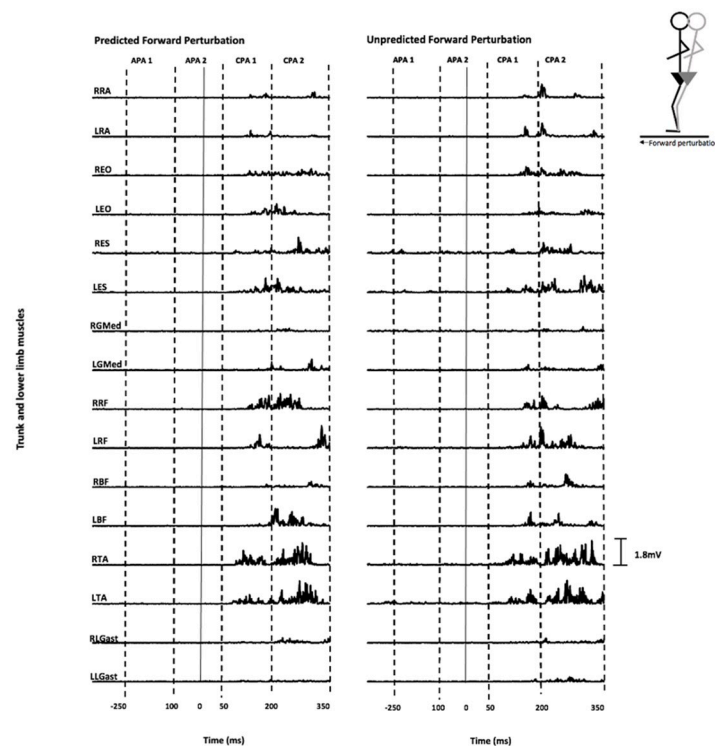 Predicted Forward Perturbation
Unpredicted Forward Perturbation
APA 1 APA 2 CPA 1 CPA 2
APA 1 APA 2 CPA 1 CPA 2
←Forward perturbatio
Trunk and lower limb muscles
RRA
LRA
REO
LEO
RES
LES
RGMed
LGMed
RRF
LRF
RBF
LBF
RTA
LTA
RLGast
LLGast
1.8mV
-250 100 0 50 200 350
-250 100 0 50 200 350
Time (ms)
Time (ms)